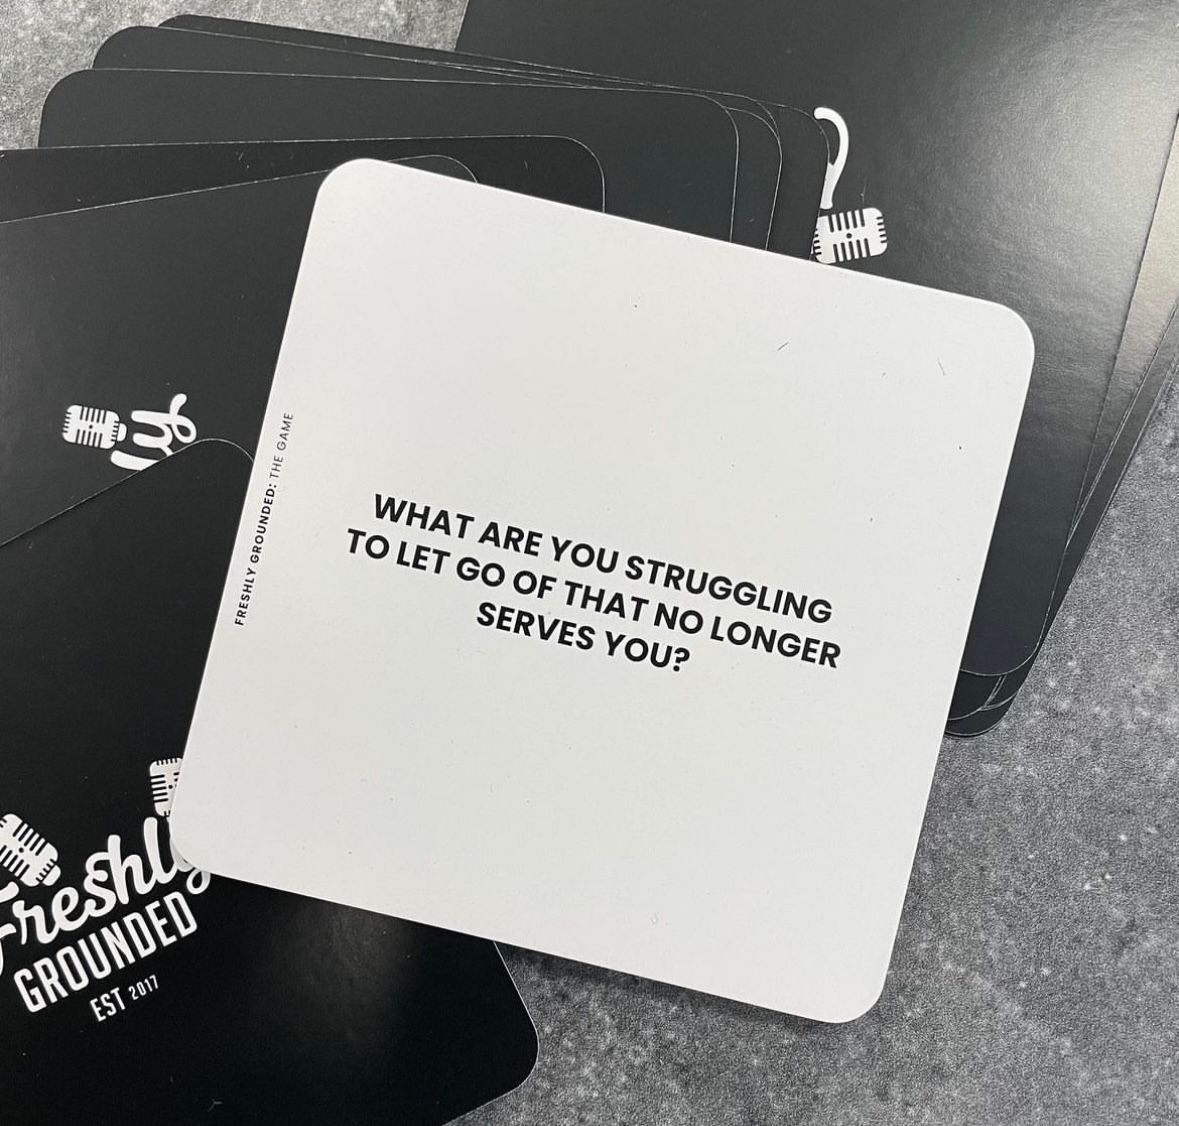 FRESHLY GROUNDED: THE GAME
WHAT ARE YOU STRUGGLING
TO LET GO OF THAT NO LONGER
SERVES YOU?
ly
Freshly
GROUNDED
EST 2017